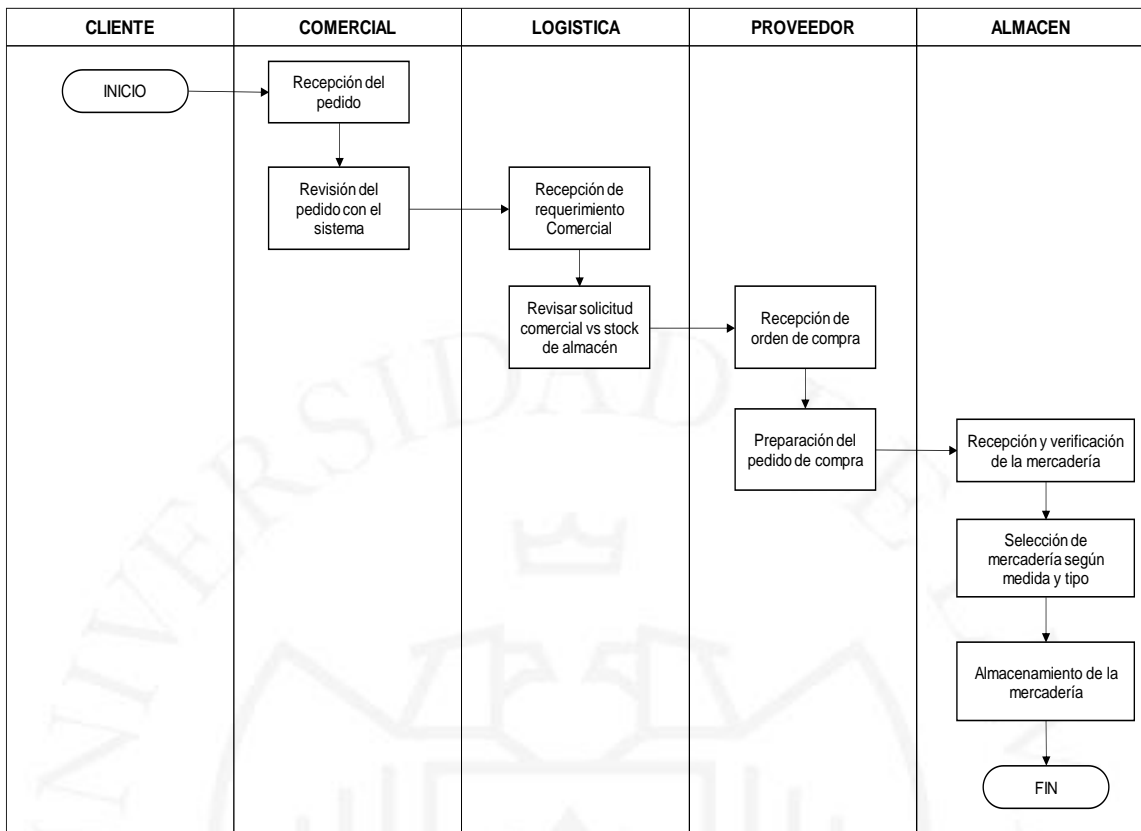 CLIENTE
COMERCIAL
LOGISTICA
PROVEEDOR
ALMACEN
INICIO
Recepción del
pedido
Revisión del
pedido con el
sistema
Recepción de
requerimiento
Comercial
Revisar solicitud
comercial vs stock
de almacén
Recepción de
orden de compra
Preparación del
pedido de compra
Recepción y verificación
de la mercadería
Selección de
mercadería según
medida y tipo
Almacenamiento de la
mercadería
FIN
UNIVERSIDAD DE